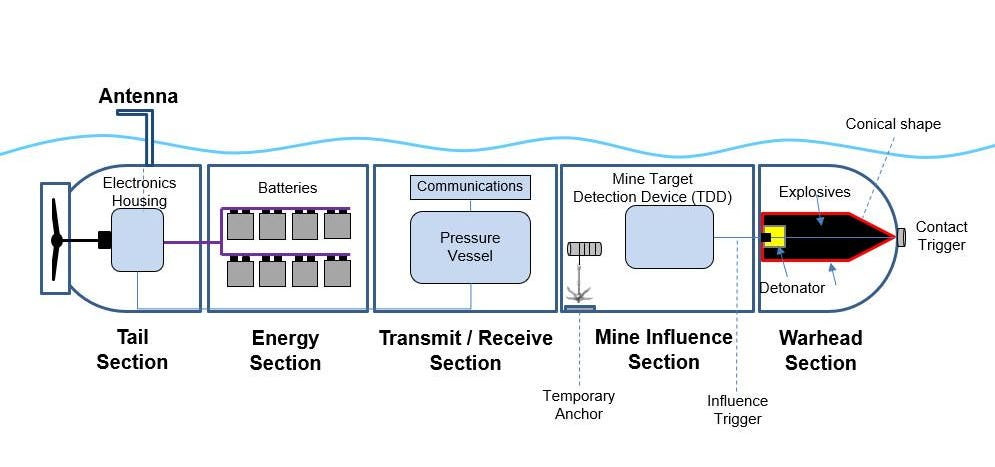 Antenna
Conical shape
Electronics
Housing
Batteries
Communications
Mine Target
Detection Device (TDD)
Explosives
Pressure
Vessel
Contact
Trigger
Detonator
Tail
Section
Energy
Section
Transmit / Receive
Section
Mine Influence
Section
Warhead
Section
Temporary
Anchor
Influence
Trigger